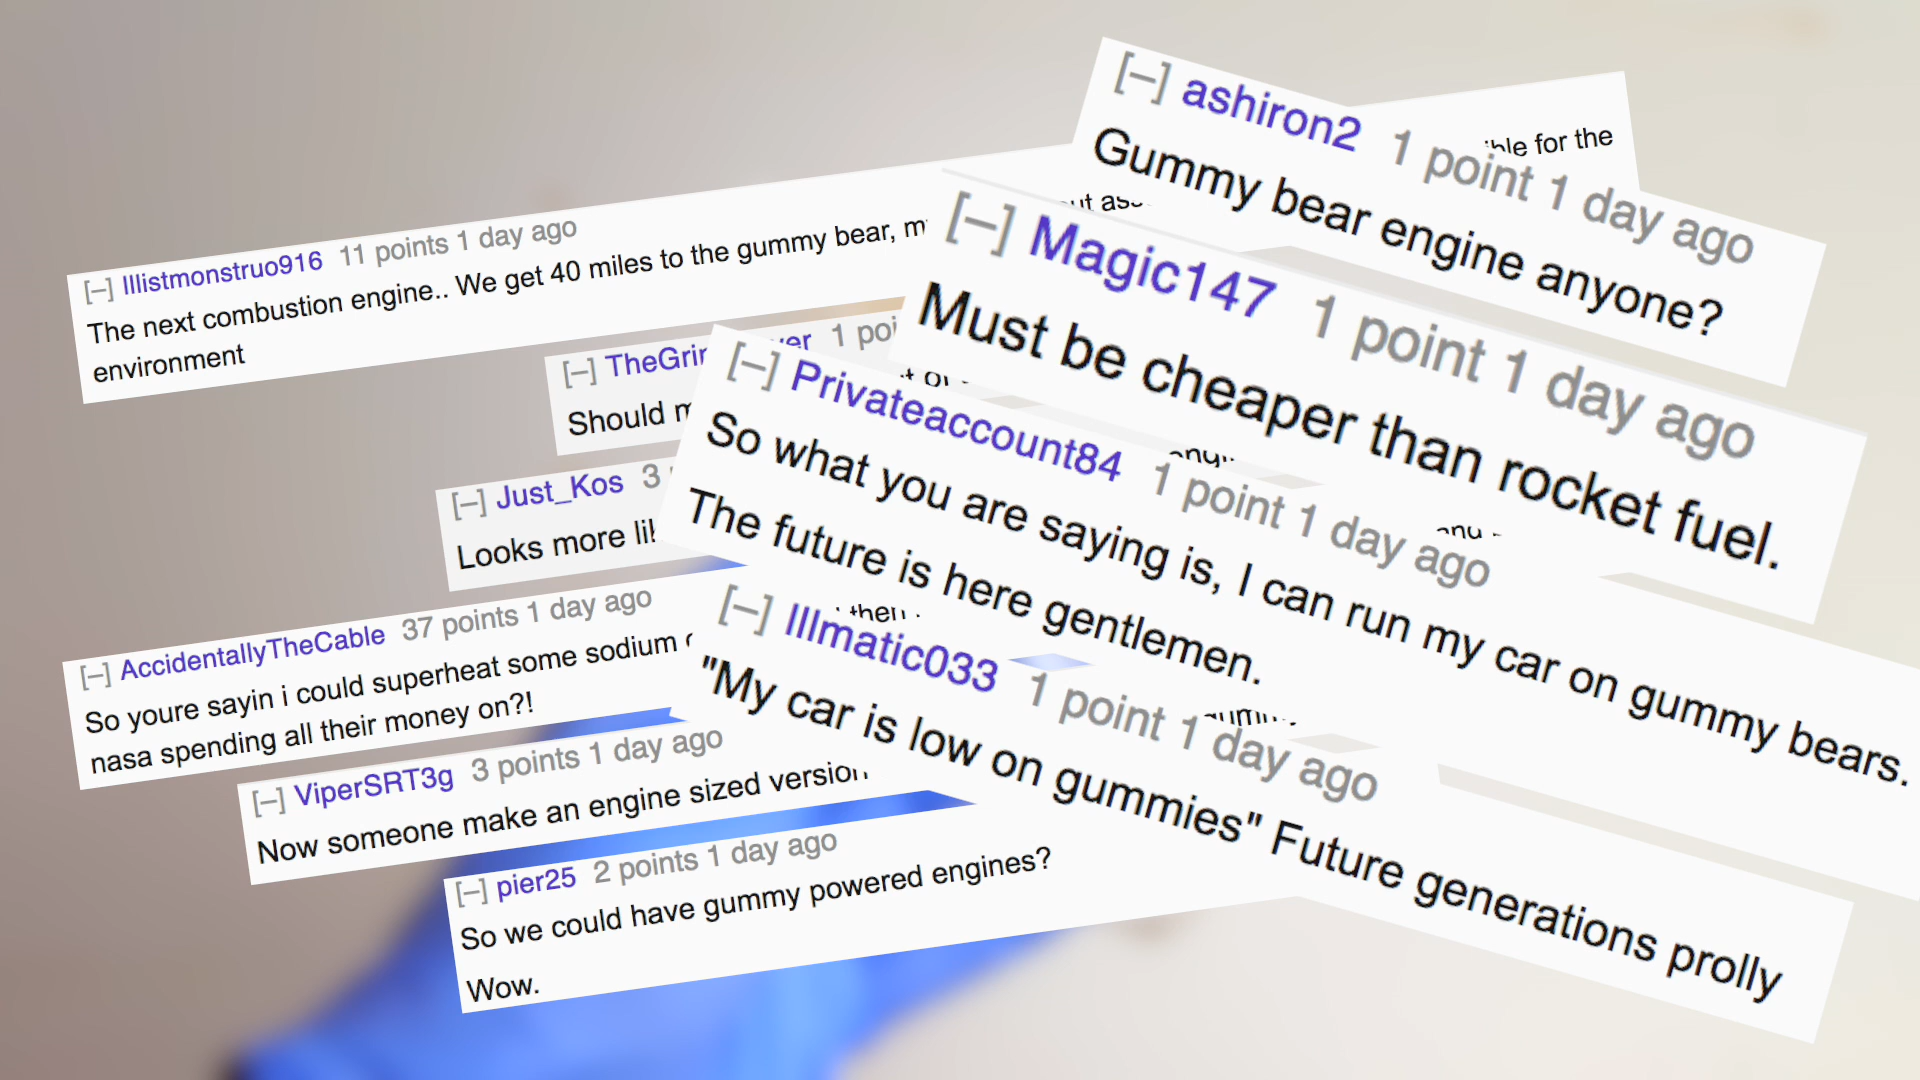 [–] Illistmonstruo916 11 points 1 day ago
The next combustion engine.. We get 40 miles to the gummy bear,
for the
environment
[–] ashiron2 1 point 1 day ago
Gummy bear engine anyone?
[–] Magic147 1 point 1 day ago
Must be cheaper than rocket fuel.
[–] 1
Should
[–] Privateaccount84 1 point 1 day ago
So what you are saying is, I can run my car on gummy bears.
The future is here gentlemen.
[–] Just_Kos 3
Looks more
[–] Illmatic033 1 point 1 day ago
"My car is low on gummies" Future generations prolly
[–] AccidentallyTheCable 37 points 1 day ago
So youre sayin i could superheat some sodium
nasa spending all their money on?!
[–] ViperSRT3g 3 points 1 day ago
Now someone make an engine sized version
[–] pier25 2 points 1 day ago
So we could have gummy powered engines?
Wow.